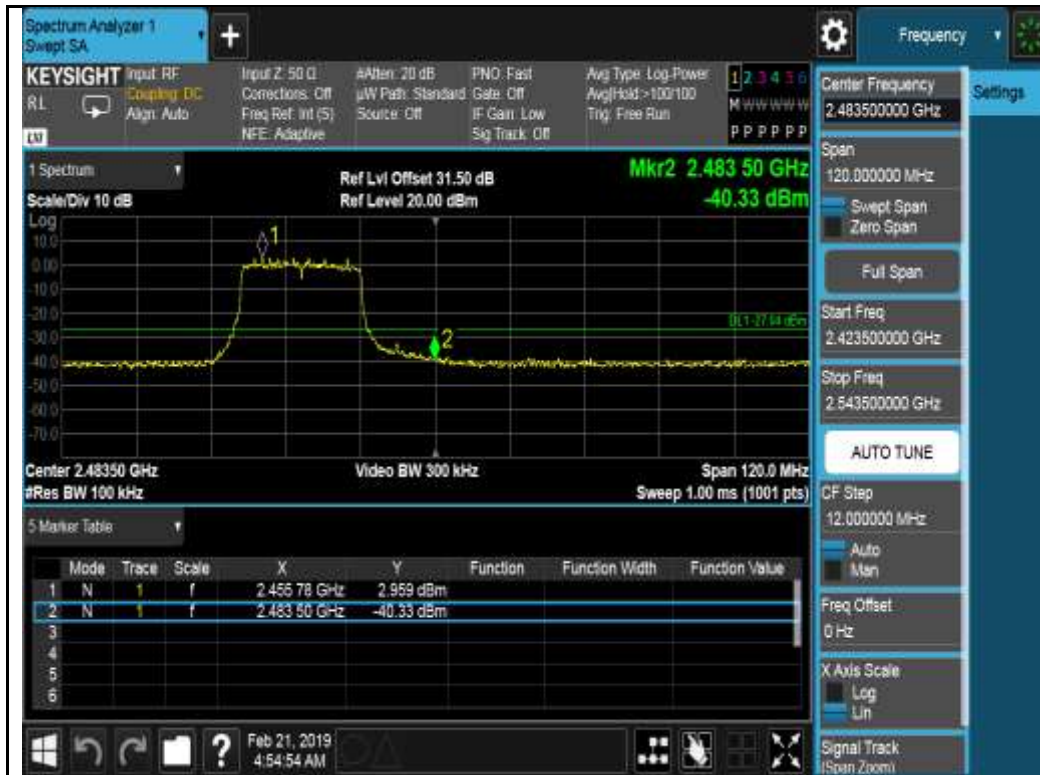 Spectrum Analyzer 1
Swept SA
+
Frequency
KEYSIGHT
RL
LXI
Input: RF
Coupling: DC
Align: Auto
Input Z: 50 Ω
Corrections: Off
Freq Ref: Int (S)
NFE: Adaptive
#Atten: 20 dB
µW Path: Standard
Source: Off
PNO: Fast
Gate: Off
IF Gain: Low
Sig Track: Off
Avg Type: Log-Power
Avg|Hold:>100/100
Trig: Free Run
1 2 3 4 5 6
M W W W W W
P P P P P P
1 Spectrum
Scale/Div 10 dB
Ref Lvl Offset 31.50 dB
Ref Level 20.00 dBm
Mkr2 2.483 50 GHz
-40.33 dBm
Log
10.0
0.00
-10.0
-20.0
-30.0
-40.0
-50.0
-60.0
-70.0
1
2
Center 2.48350 GHz
#Res BW 100 kHz
Video BW 300 kHz
Span 120.0 MHz
Sweep 1.00 ms (1001 pts)
5 Marker Table
Mode Trace Scale X Y Function Function Width Function Value
1 N 1 f 2.455 78 GHz 2.959 dBm
2 N 1 f 2.483 50 GHz -40.33 dBm
3
4
5
6
?
Feb 21, 2019
4:54:54 AM
Center Frequency
2.483500000 GHz
Settings
Span
120.000000 MHz
Swept Span
Zero Span
Full Span
Start Freq
2.423500000 GHz
Stop Freq
2.543500000 GHz
AUTO TUNE
CF Step
12.000000 MHz
Auto
Man
Freq Offset
0 Hz
X Axis Scale
Log
Lin
Signal Track
(Span Zoom)